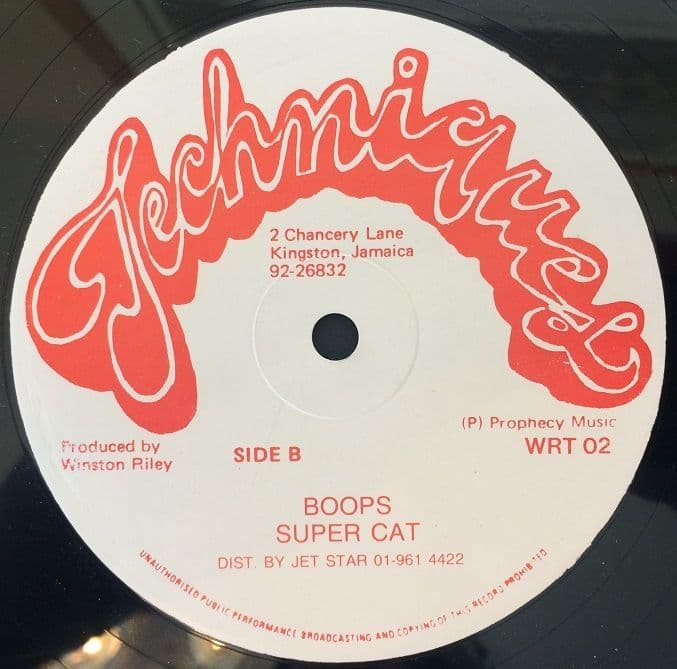 Techniques
2 Chancery Lane
Kingston, Jamaica
92-26832
Produced by
Winston Riley
SIDE B
(P) Prophecy Music
WRT 02
BOOPS
SUPER CAT
DIST. BY JET STAR 01-961 4422
UNAUTHORISED PUBLIC PERFORMANCE BROADCASTING AND COPYING OF THIS RECORD PROHIBITED